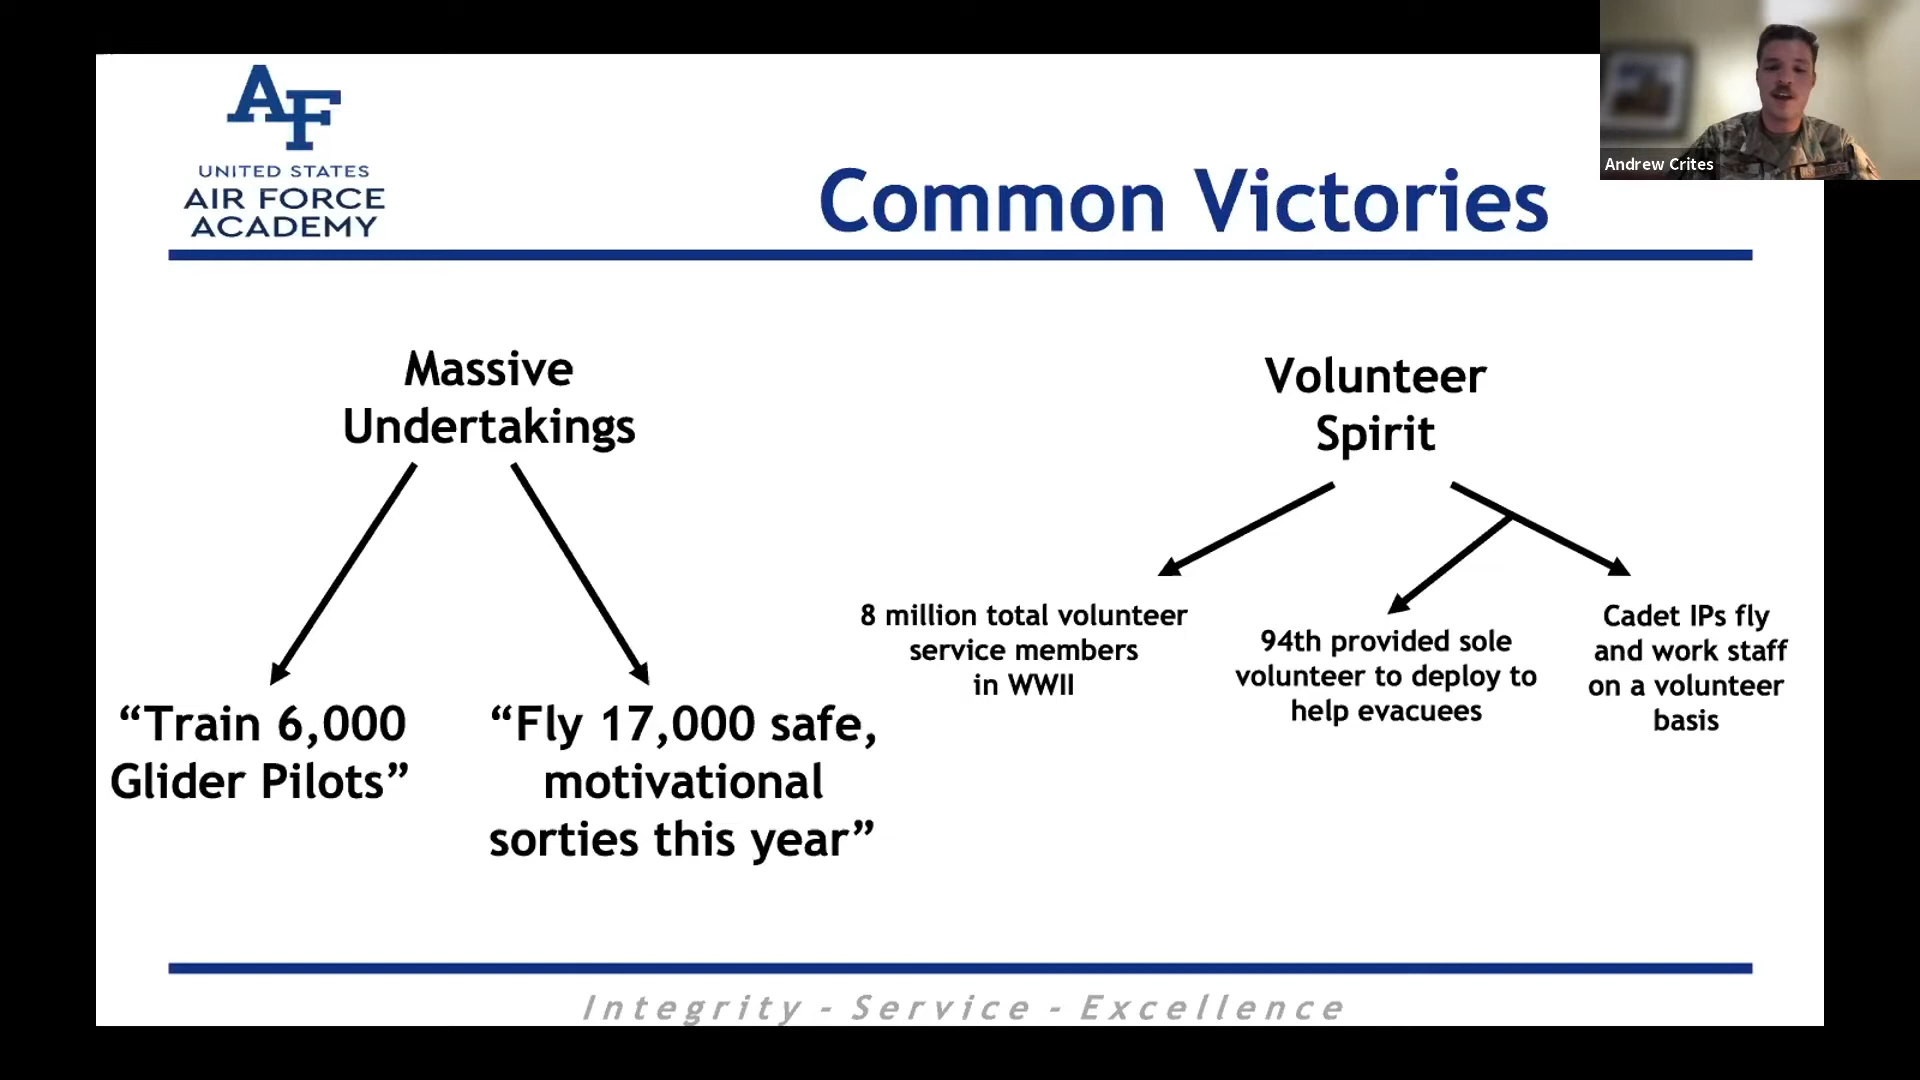 AF
UNITED STATES
AIR FORCE
ACADEMY
Common Victories
Andrew Crites
Massive
Undertakings
“Train 6,000
Glider Pilots”
“Fly 17,000 safe,
motivational
sorties this year”
Volunteer
Spirit
8 million total volunteer
service members
in WWII
94th provided sole
volunteer to deploy to
help evacuees
Cadet IPs fly
and work staff
on a volunteer
basis
Integrity - Service - Excellence